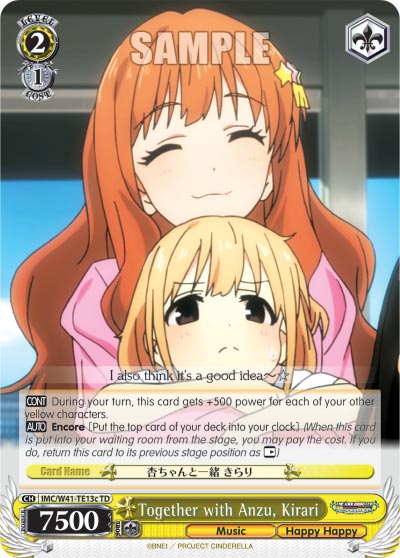 LEVEL
2
1
COST
SAMPLE
I also think it's a good idea~☆
CONT During your turn, this card gets +500 power for each of your other
yellow characters.
AUTO Encore [Put the top card of your deck into your clock] (When this card
is put into your waiting room from the stage, you may pay the cost. If you
do, return this card to its previous stage position as
Card Name
杏ちゃんと一緒 きらり
IMC/W41-TE13c TD
POWER
7500
SOUL
Together with Anzu, Kirari
Music
Happy Happy
©BNEI / PROJECT CINDERELLA